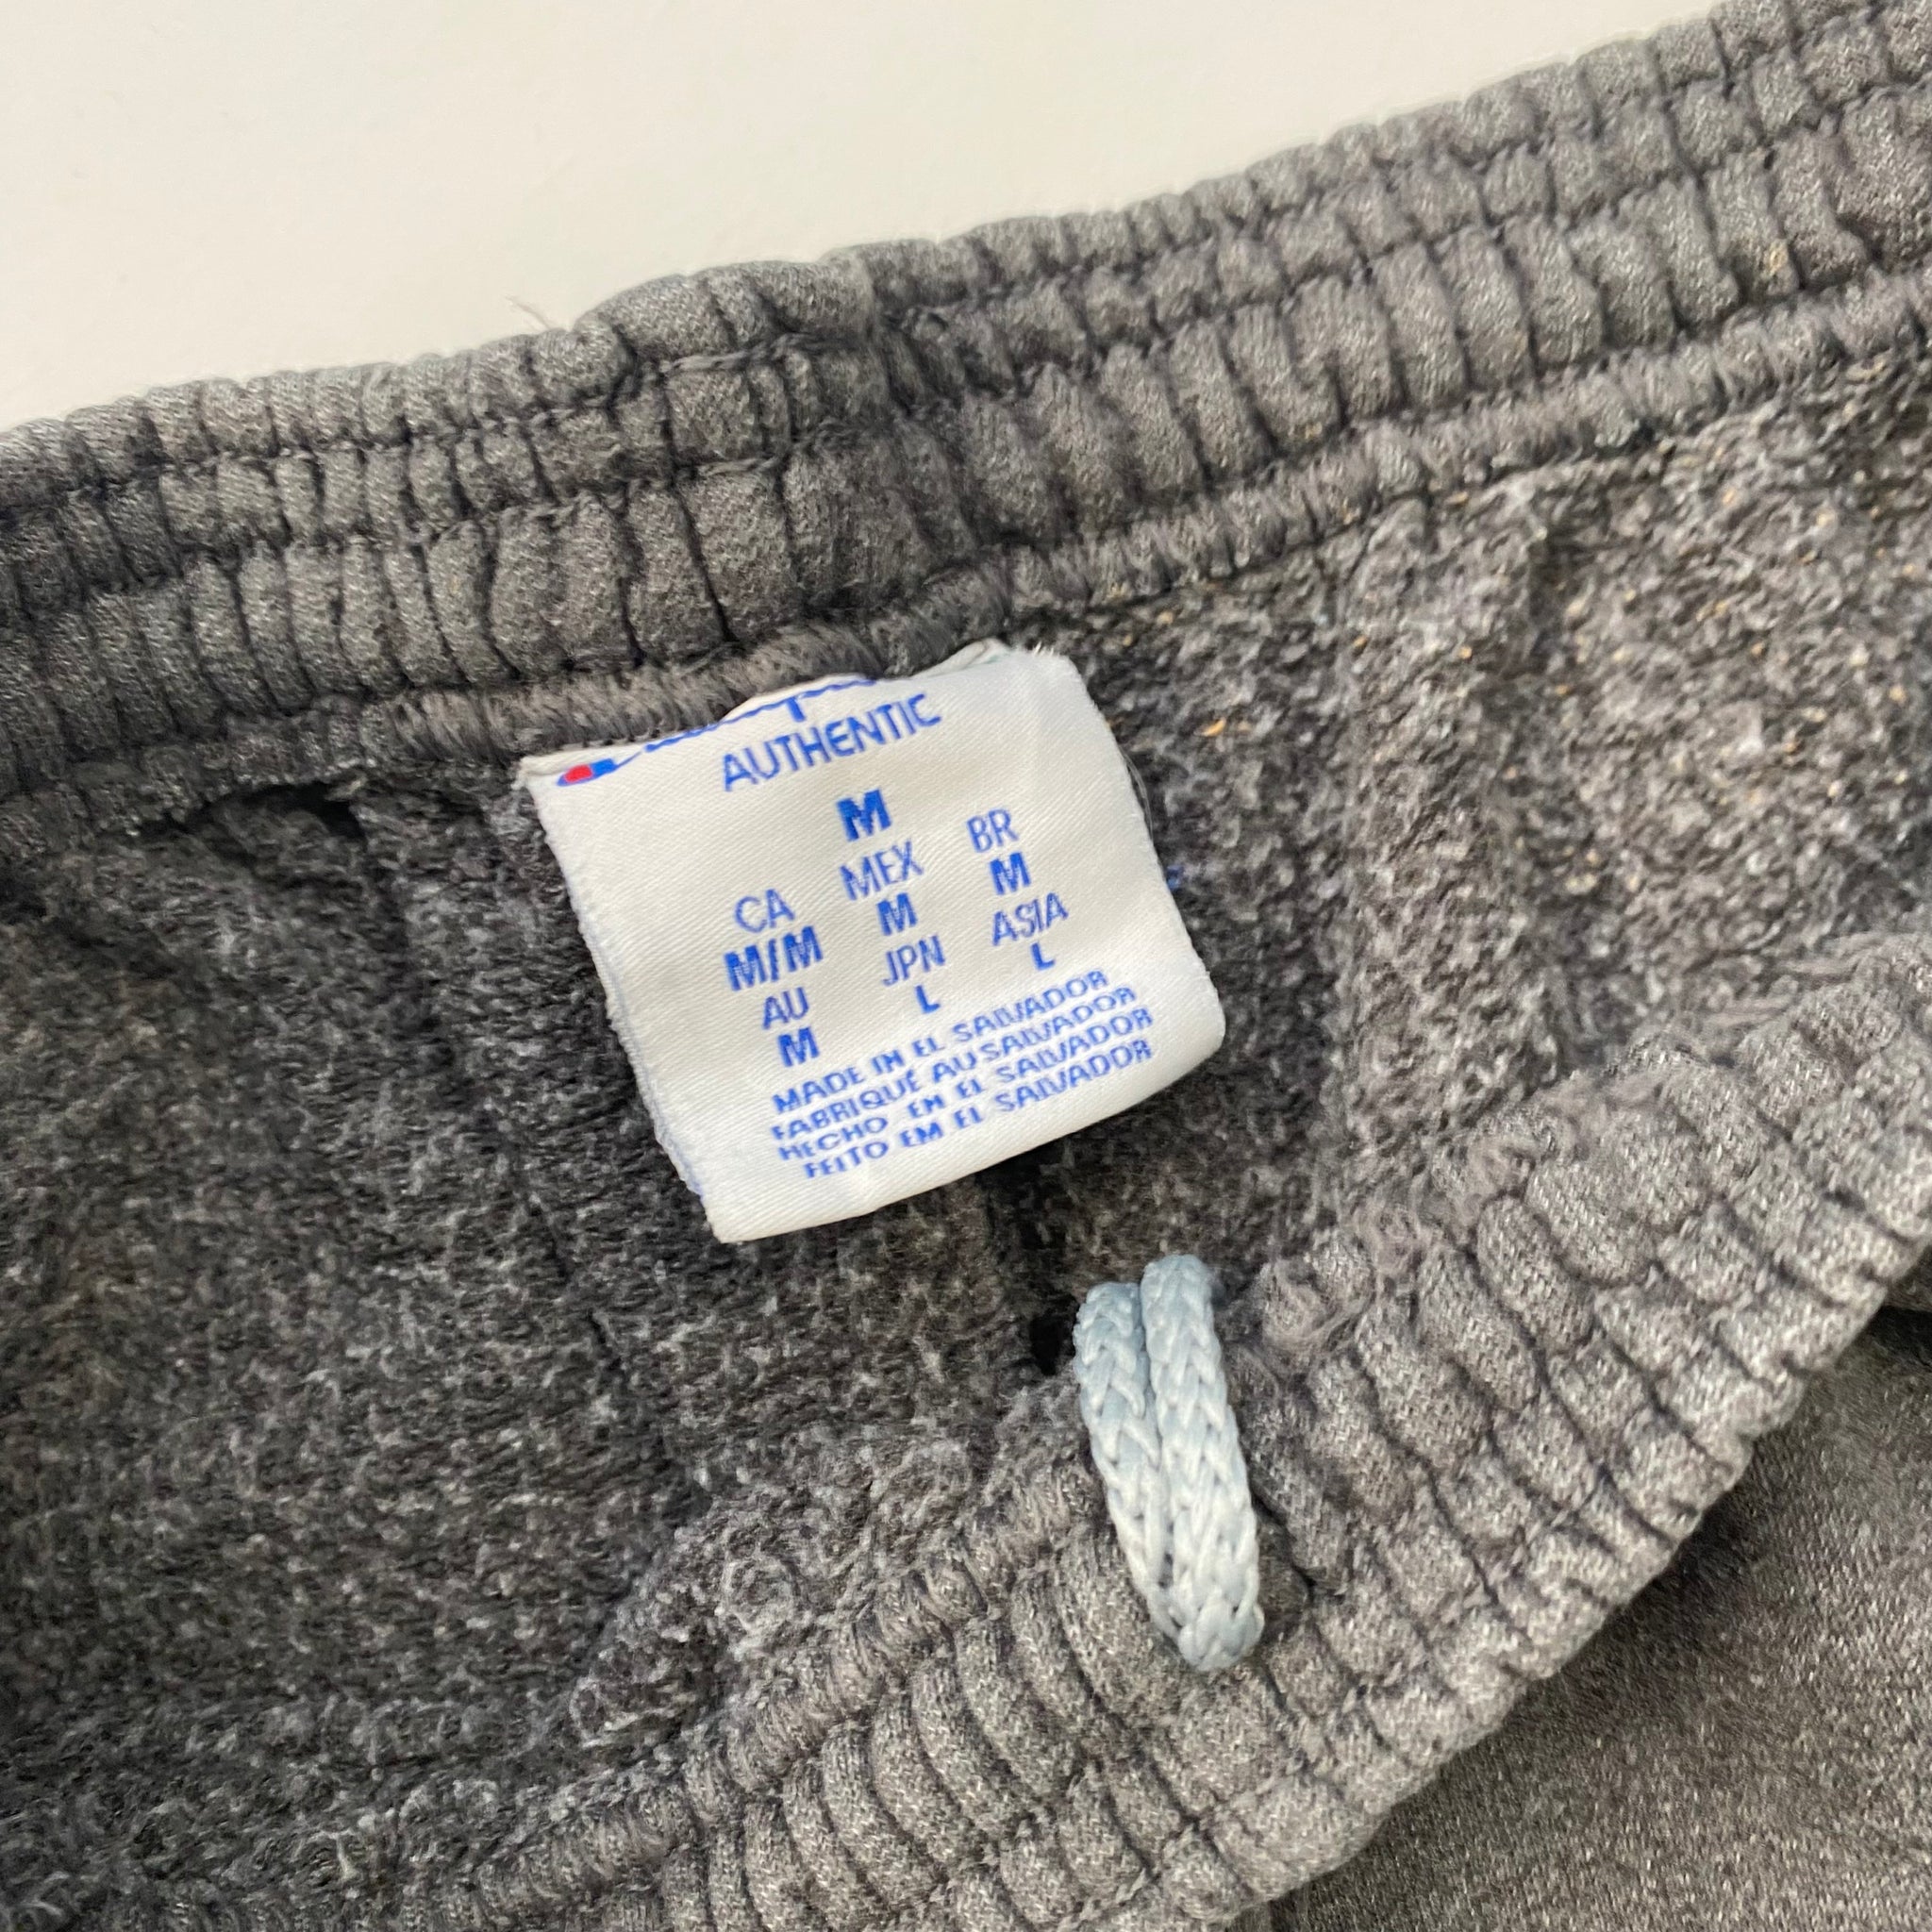 Champion
AUTHENTIC
M
CA MEX BR
M/M M M
AU JPN ASIA
M L L
MADE IN EL SALVADOR
FABRIQUÉ AU SALVADOR
HECHO EN EL SALVADOR
FEITO EM EL SALVADOR